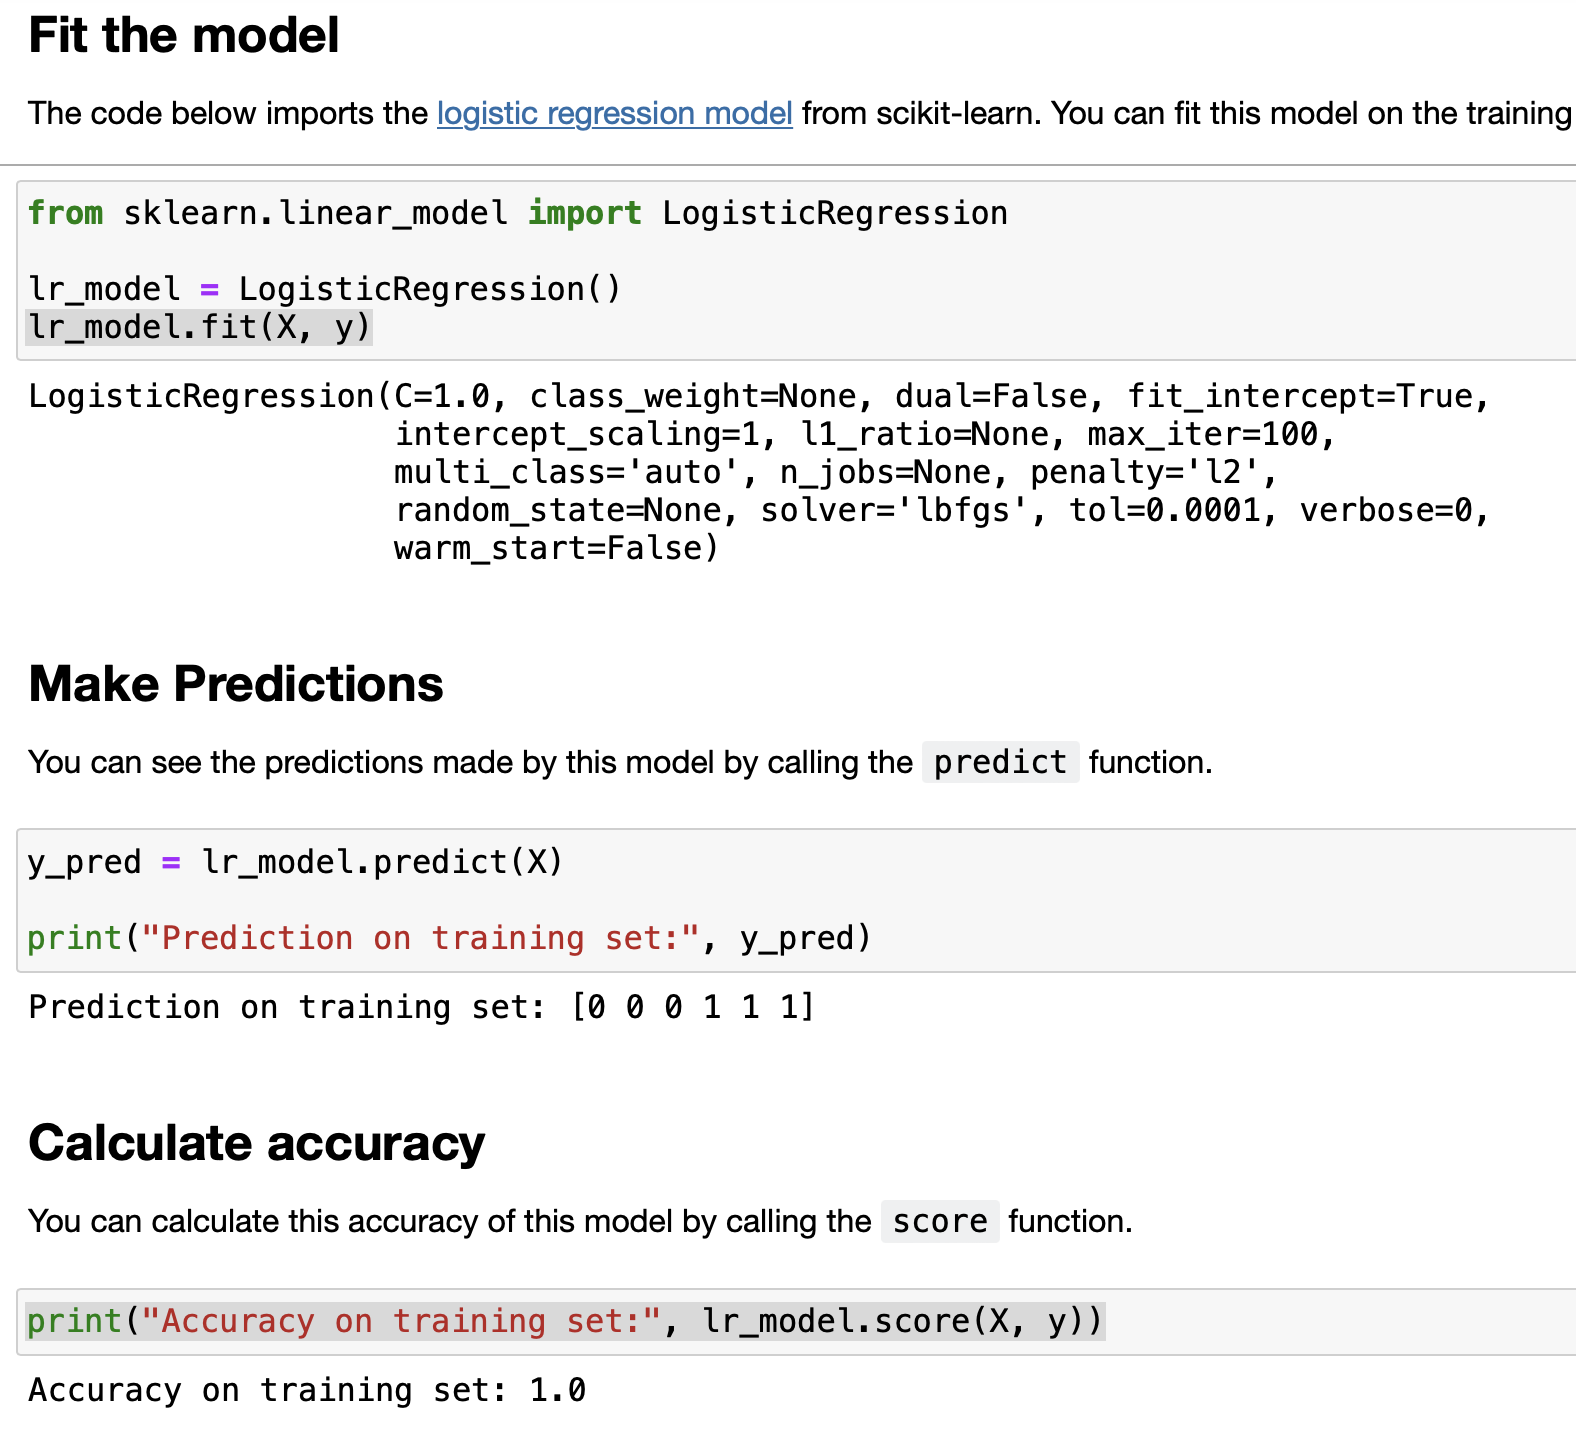 Fit the model
The code below imports the logistic regression model from scikit-learn. You can fit this model on the training
from sklearn.linear_model import LogisticRegression
lr_model = LogisticRegression()
lr_model.fit(X, y)
LogisticRegression(C=1.0, class_weight=None, dual=False, fit_intercept=True,
intercept_scaling=1, l1_ratio=None, max_iter=100,
multi_class='auto', n_jobs=None, penalty='l2',
random_state=None, solver='lbfgs', tol=0.0001, verbose=0,
warm_start=False)
Make Predictions
You can see the predictions made by this model by calling the predict function.
y_pred = lr_model.predict(X)
print("Prediction on training set:", y_pred)
Prediction on training set: [0 0 0 1 1 1]
Calculate accuracy
You can calculate this accuracy of this model by calling the score function.
print("Accuracy on training set:", lr_model.score(X, y))
Accuracy on training set: 1.0